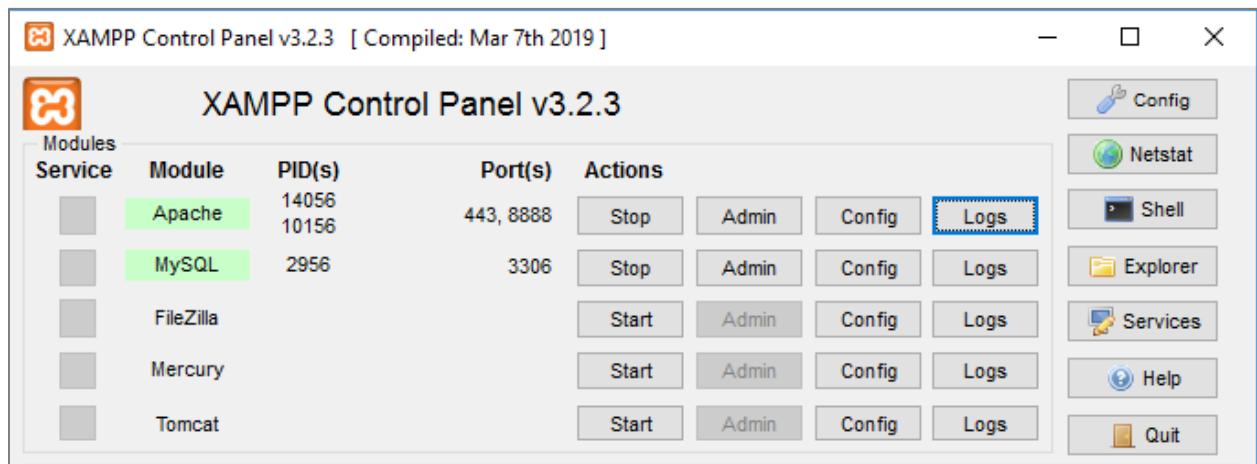 XAMPP Control Panel v3.2.3 [ Compiled: Mar 7th 2019 ]
XAMPP Control Panel v3.2.3
Config
Modules
Service Module PID(s) Port(s) Actions
Netstat
Apache 14056 10156 443, 8888 Stop Admin Config Logs
Shell
MySQL 2956 3306 Stop Admin Config Logs
Explorer
FileZilla Start Admin Config Logs
Services
Mercury Start Admin Config Logs
Help
Tomcat Start Admin Config Logs
Quit